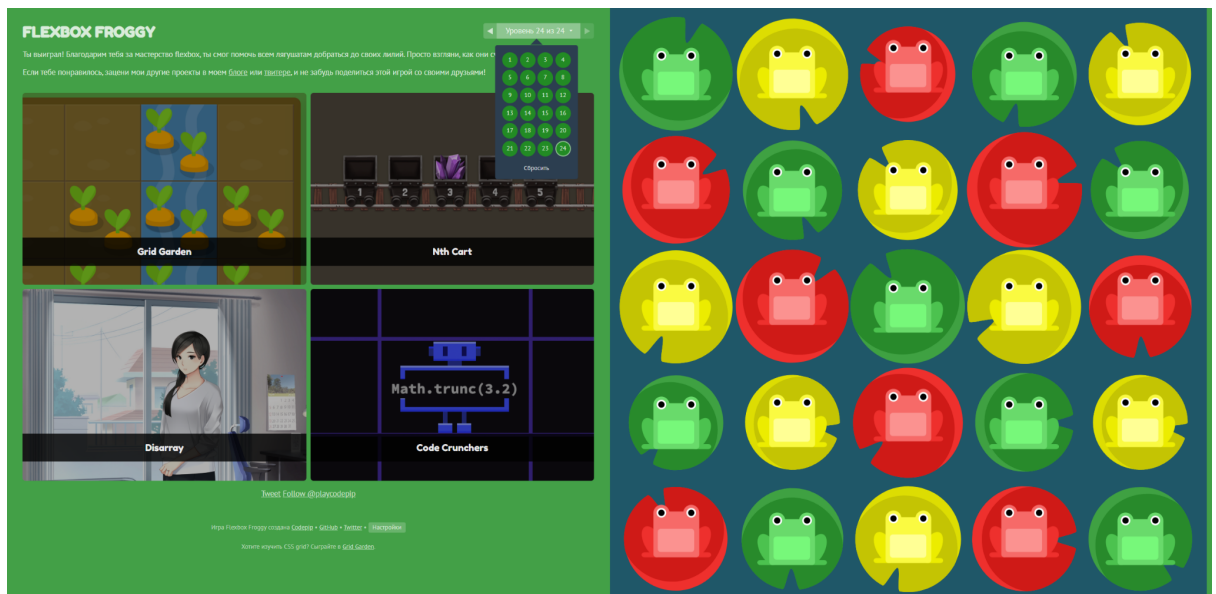 FLEXBOX FROGGY
◀ Уровень 24 из 24 ▾ ▶
Ты выиграл! Благодарим тебя за мастерство flexbox, ты смог помочь всем лягушатам добраться до своих лилий. Просто взгляни, как они
Если тебе понравилось, зацени мои другие проекты в моем блоге или твитере, и не забудь поделиться этой игрой со своими друзьями!
1 2 3 4
5 6 7 8
9 10 11 12
13 14 15 16
17 18 19 20
21 22 23 24
Сбросить
1 2 3 4 5
Grid Garden
Nth Cart
Math.trunc(3.2)
Disarray
Code Crunchers
Tweet Follow @playcodepip
Игра Flexbox Froggy создана Codepip • GitHub • Twitter • Настройки
Хотите изучить CSS grid? Сыграйте в Grid Garden.